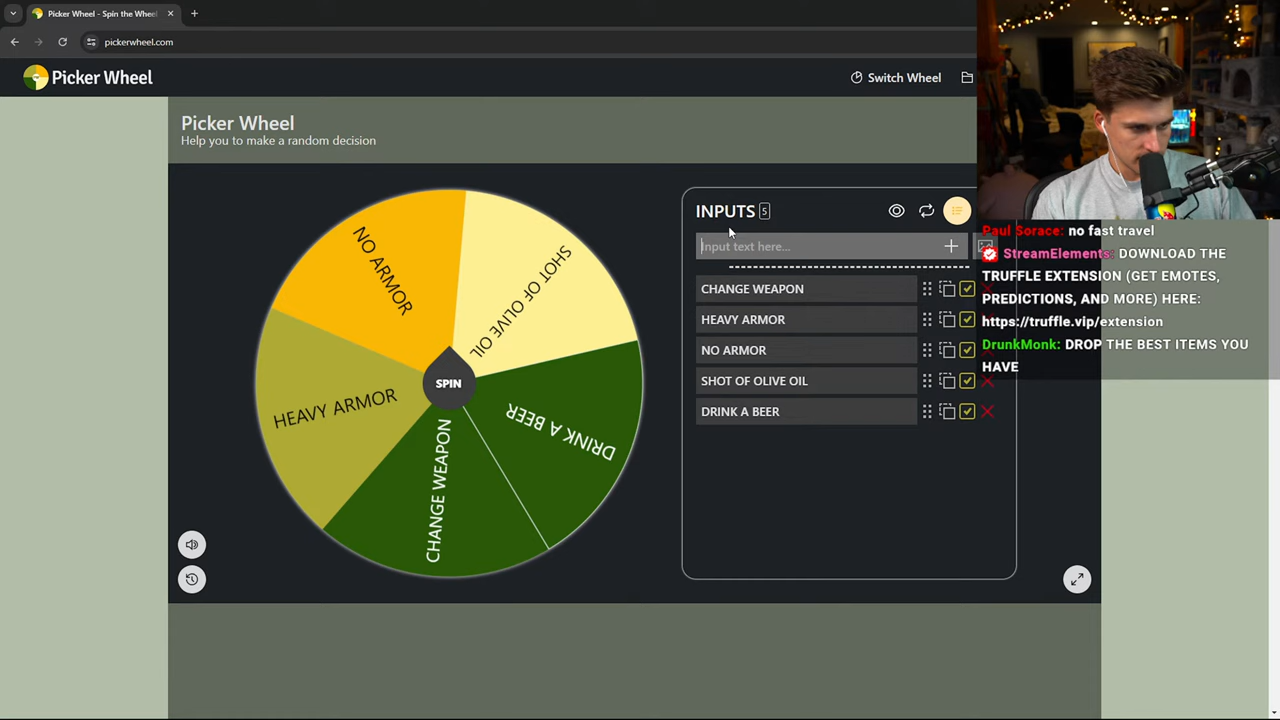 Picker Wheel - Spin the Wheel
pickerwheel.com
Picker Wheel
Switch Wheel
Picker Wheel
Help you to make a random decision
NO ARMOR
SHOT OF OLIVE OIL
HEAVY ARMOR
SPIN
DRINK A BEER
CHANGE WEAPON
INPUTS 5
Input text here...
CHANGE WEAPON
HEAVY ARMOR
NO ARMOR
SHOT OF OLIVE OIL
DRINK A BEER
Paul Sorace: no fast travel
StreamElements: DOWNLOAD THE
TRUFFLE EXTENSION (GET EMOTES,
PREDICTIONS, AND MORE) HERE:
https://truffle.vip/extension
DrunkMonk: DROP THE BEST ITEMS YOU
HAVE